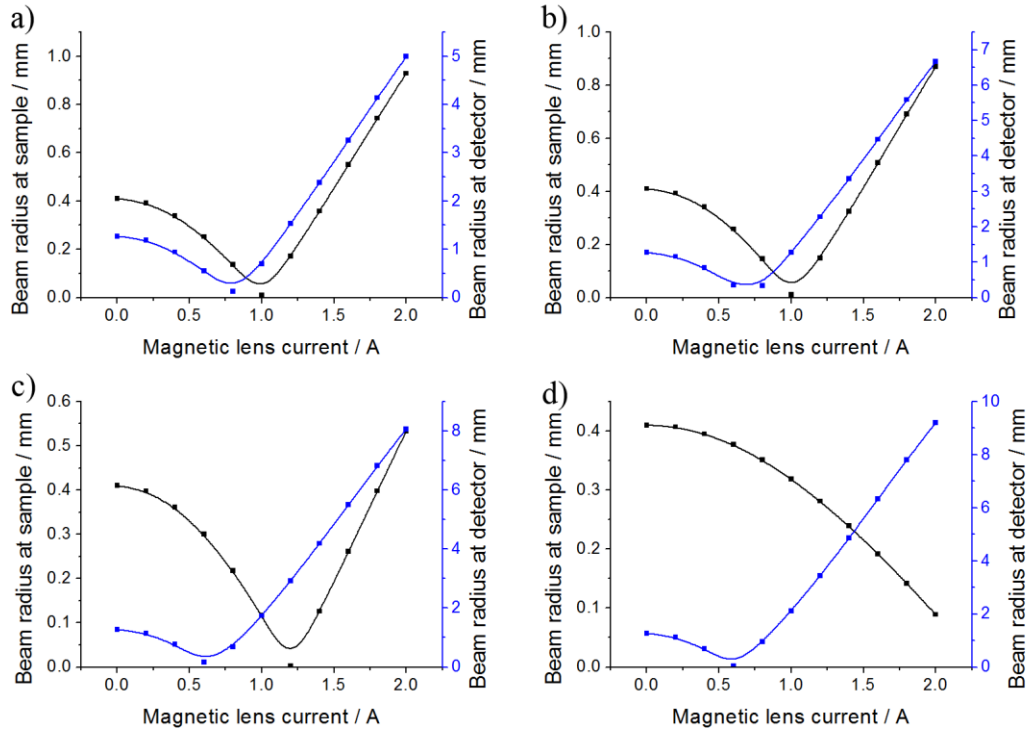 a)
Beam radius at sample / mm
1.0
0.8
0.6
0.4
0.2
0.0
0.0 0.5 1.0 1.5 2.0
Magnetic lens current / A
5
4
3
2
1
0
Beam radius at detector / mm
b)
Beam radius at sample / mm
1.0
0.8
0.6
0.4
0.2
0.0
0.0 0.5 1.0 1.5 2.0
Magnetic lens current / A
7
6
5
4
3
2
1
0
Beam radius at detector / mm
c)
Beam radius at sample / mm
0.6
0.5
0.4
0.3
0.2
0.1
0.0
0.0 0.5 1.0 1.5 2.0
Magnetic lens current / A
8
6
4
2
0
Beam radius at detector / mm
d)
Beam radius at sample / mm
0.4
0.3
0.2
0.1
0.0
0.0 0.5 1.0 1.5 2.0
Magnetic lens current / A
10
8
6
4
2
0
Beam radius at detector / mm